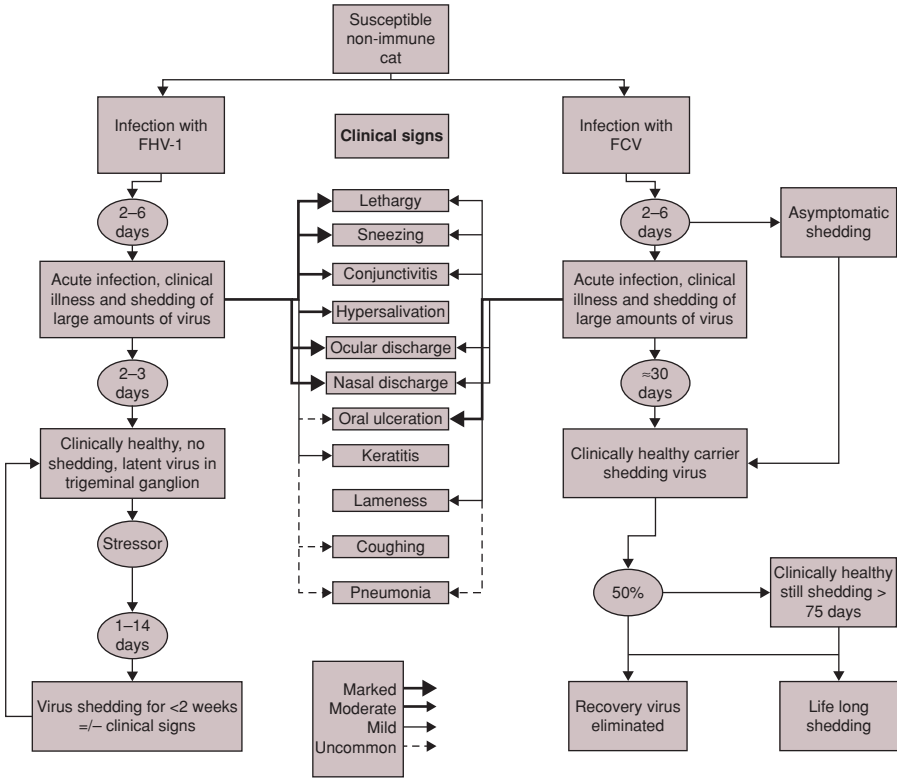 Susceptible
non-immune
cat
Infection with
FHV-1
Clinical signs
Infection with
FCV
2–6
days
Lethargy
Sneezing
Conjunctivitis
Hypersalivation
Ocular discharge
Nasal discharge
Oral ulceration
Keratitis
Lameness
Coughing
Pneumonia
2–6
days
Asymptomatic
shedding
Acute infection, clinical
illness and shedding of
large amounts of virus
Acute infection, clinical
illness and shedding of
large amounts of virus
2–3
days
≈30
days
Clinically healthy, no
shedding, latent virus in
trigeminal ganglion
Clinically healthy carrier
shedding virus
Stressor
1–14
days
50%
Clinically healthy
still shedding >
75 days
Virus shedding for <2 weeks
=/– clinical signs
Marked
Moderate
Mild
Uncommon
Recovery virus
eliminated
Life long
shedding